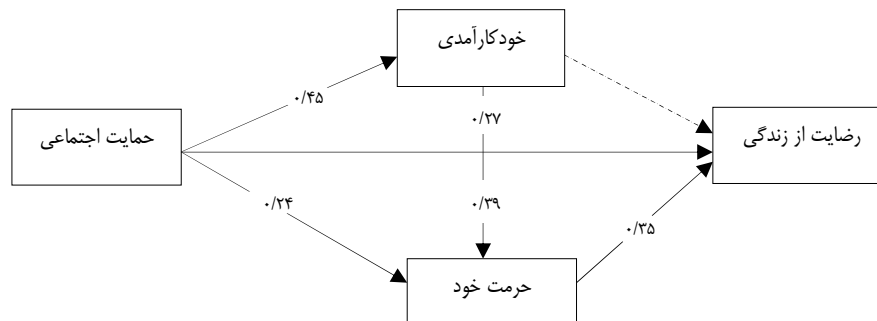 خودکارآمدی
۰/۴۵
۰/۲۷
حمایت اجتماعی
رضایت از زندگی
۰/۲۴
۰/۳۹
۰/۳۵
حرمت خود